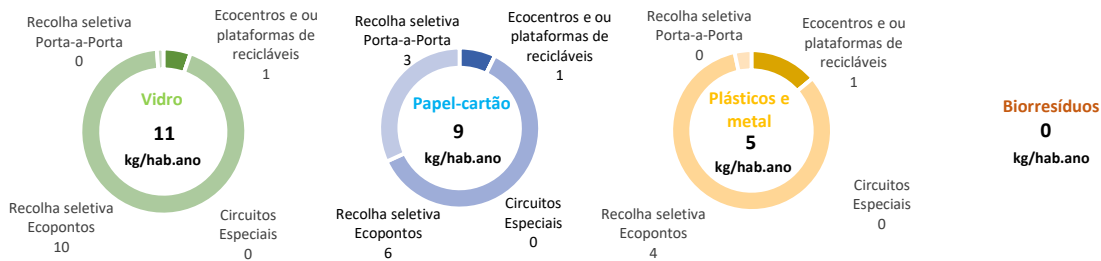 Recolha seletiva
Porta-a-Porta
0
Ecocentros e ou
plataformas de
recicláveis
1
Vidro
11
kg/hab.ano
Recolha seletiva
Ecopontos
10
Circuitos
Especiais
0
Recolha seletiva
Porta-a-Porta
3
Ecocentros e ou
plataformas de
recicláveis
1
Papel-cartão
9
kg/hab.ano
Recolha seletiva
Ecopontos
6
Circuitos
Especiais
0
Recolha seletiva
Porta-a-Porta
0
Ecocentros e ou
plataformas de
recicláveis
1
Plásticos e
metal
5
kg/hab.ano
Recolha seletiva
Ecopontos
4
Circuitos
Especiais
0
Biorresíduos
0
kg/hab.ano